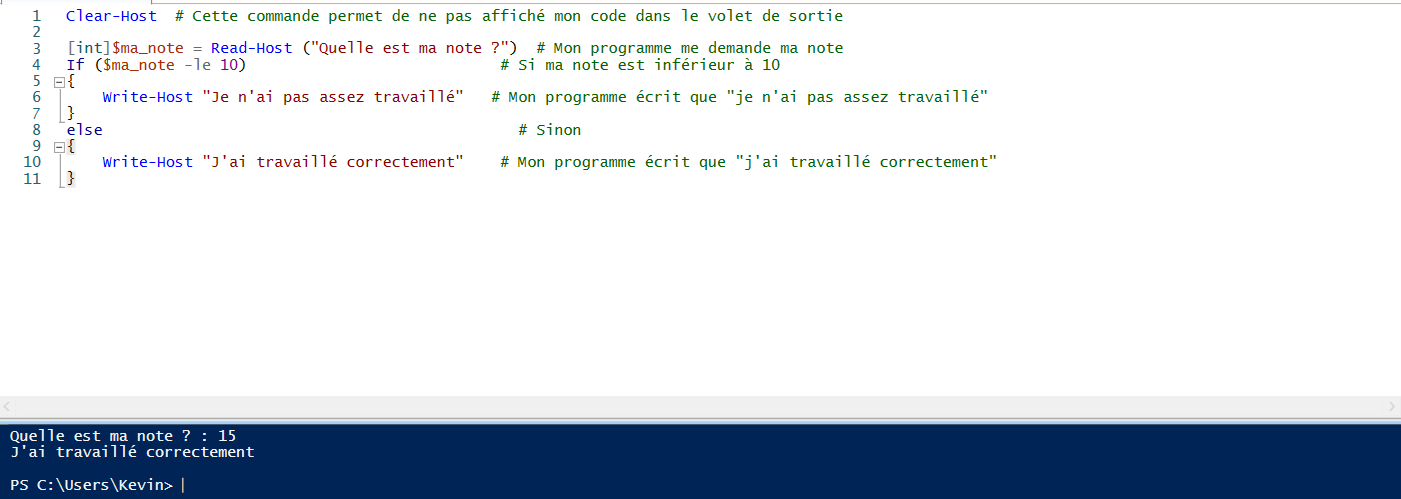 1 Clear-Host # Cette commande permet de ne pas affiché mon code dans le volet de sortie
2
3 [int]$ma_note = Read-Host ("Quelle est ma note ?") # Mon programme me demande ma note
4 If ($ma_note -le 10) # Si ma note est inférieur à 10
5 {
6 Write-Host "Je n'ai pas assez travaillé" # Mon programme écrit que "je n'ai pas assez travaillé"
7 }
8 else # Sinon
9 {
10 Write-Host "J'ai travaillé correctement" # Mon programme écrit que "j'ai travaillé correctement"
11 }
Quelle est ma note ? : 15
J'ai travaillé correctement
PS C:\Users\Kevin>